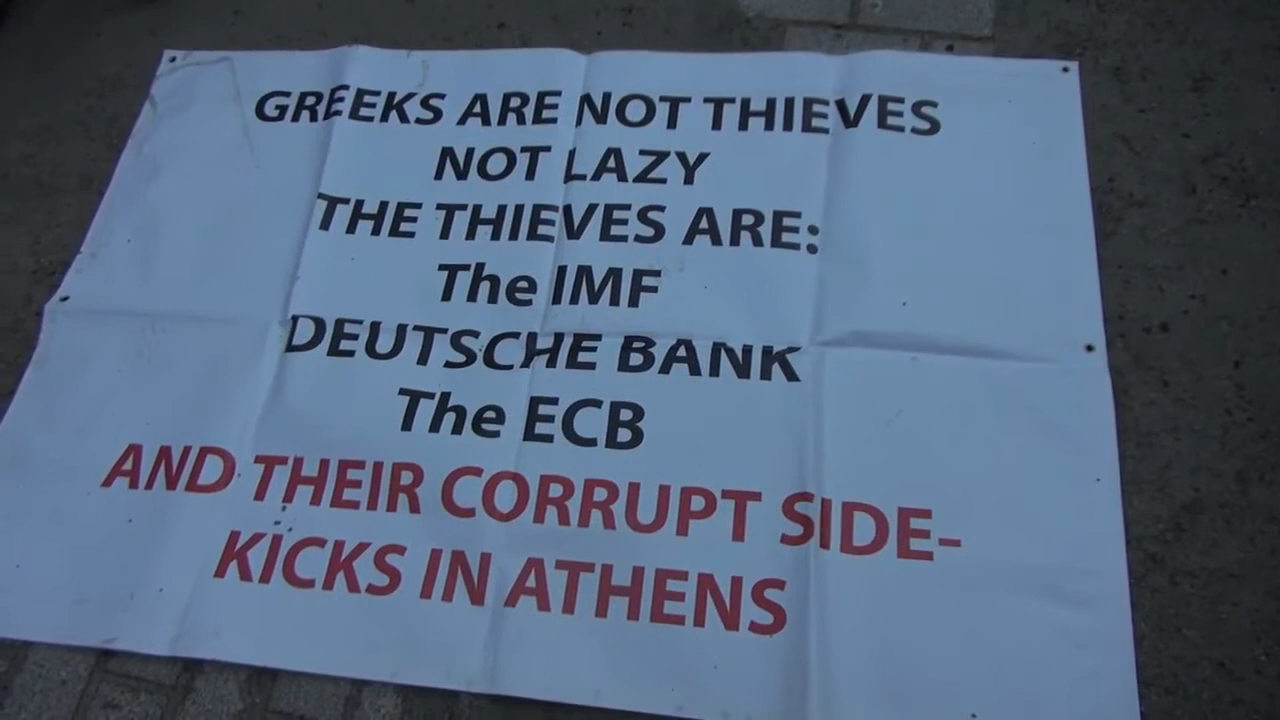 GREEKS ARE NOT THIEVES
NOT LAZY
THE THIEVES ARE:
The IMF
DEUTSCHE BANK
The ECB
AND THEIR CORRUPT SIDE-
KICKS IN ATHENS